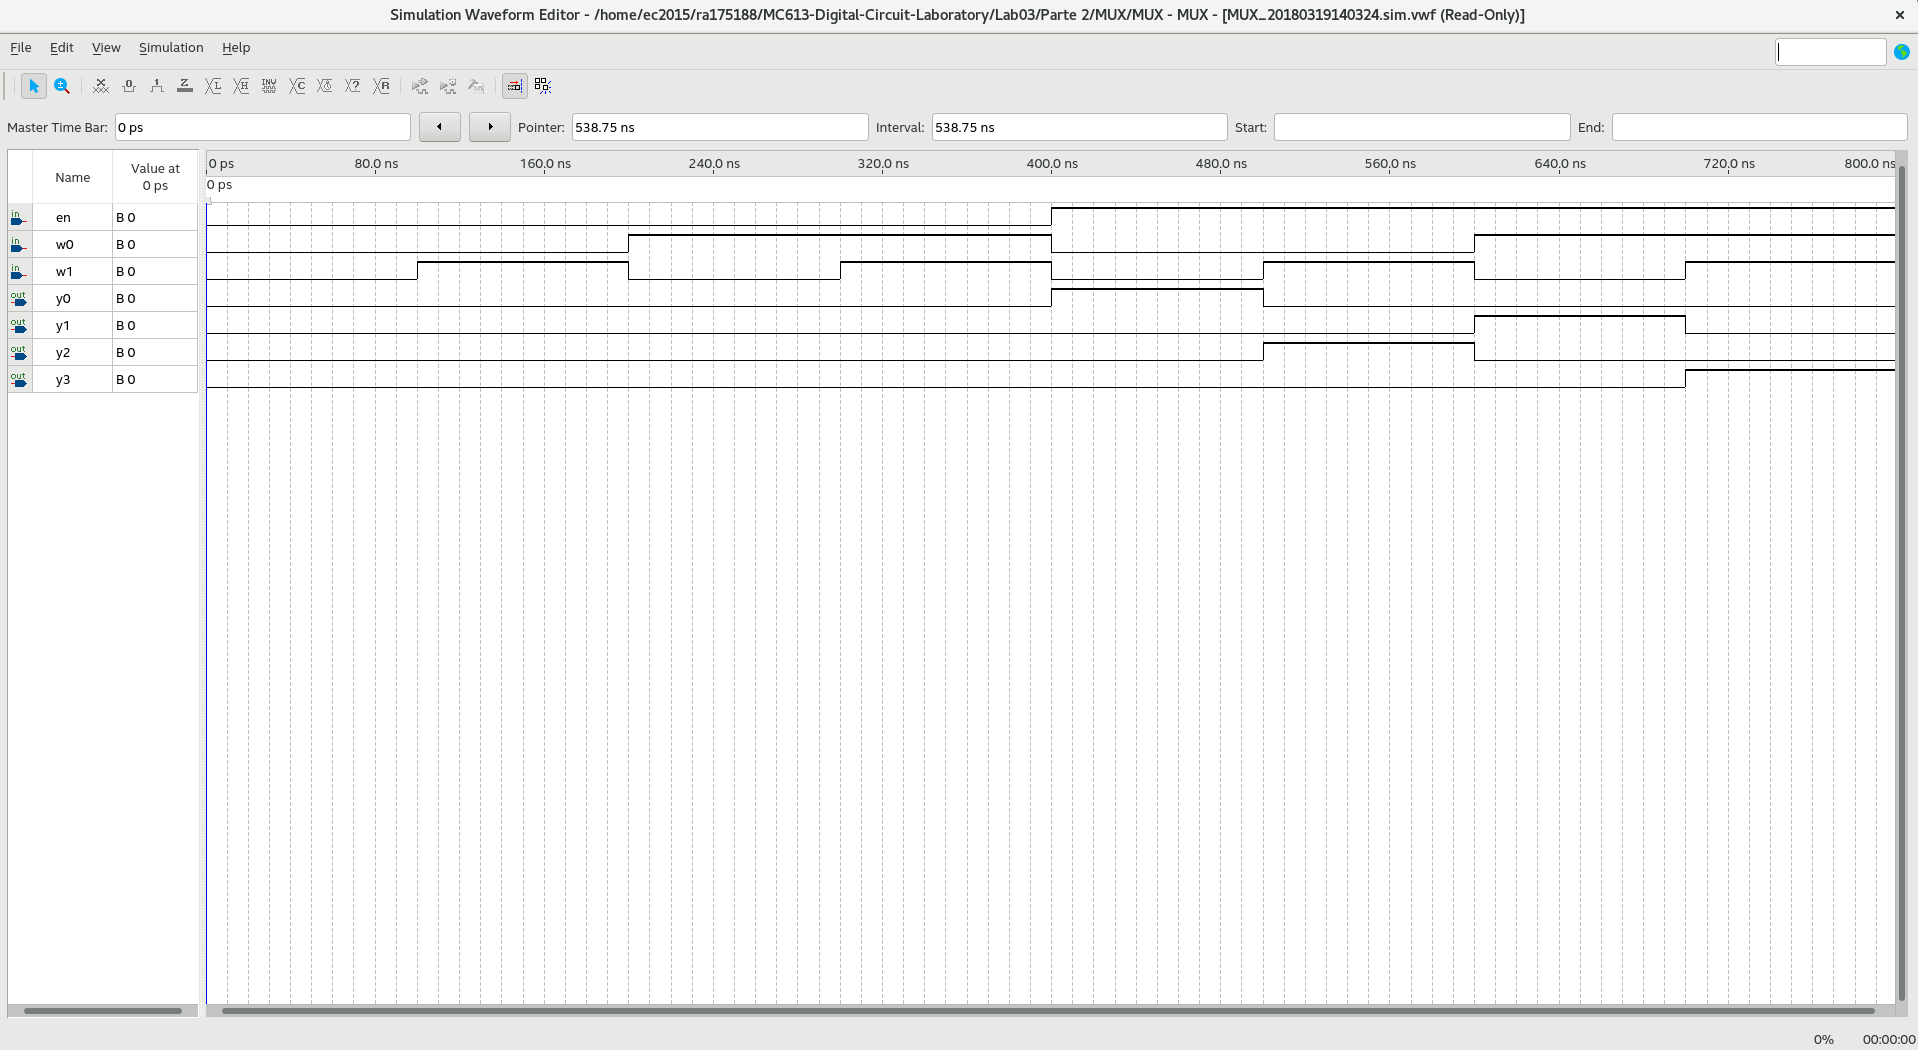 Simulation Waveform Editor - /home/ec2015/ra175188/MC613-Digital-Circuit-Laboratory/Lab03/Parte 2/MUX/MUX - MUX - [MUX_20180319140324.sim.vwf (Read-Only)]
File Edit View Simulation Help
Master Time Bar: 0 ps Pointer: 538.75 ns Interval: 538.75 ns Start: End:
Name Value at 0 ps
0 ps 80.0 ns 160.0 ns 240.0 ns 320.0 ns 400.0 ns 480.0 ns 560.0 ns 640.0 ns 720.0 ns 800.0 ns
0 ps
in en B 0
in w0 B 0
in w1 B 0
out y0 B 0
out y1 B 0
out y2 B 0
out y3 B 0
0% 00:00:00